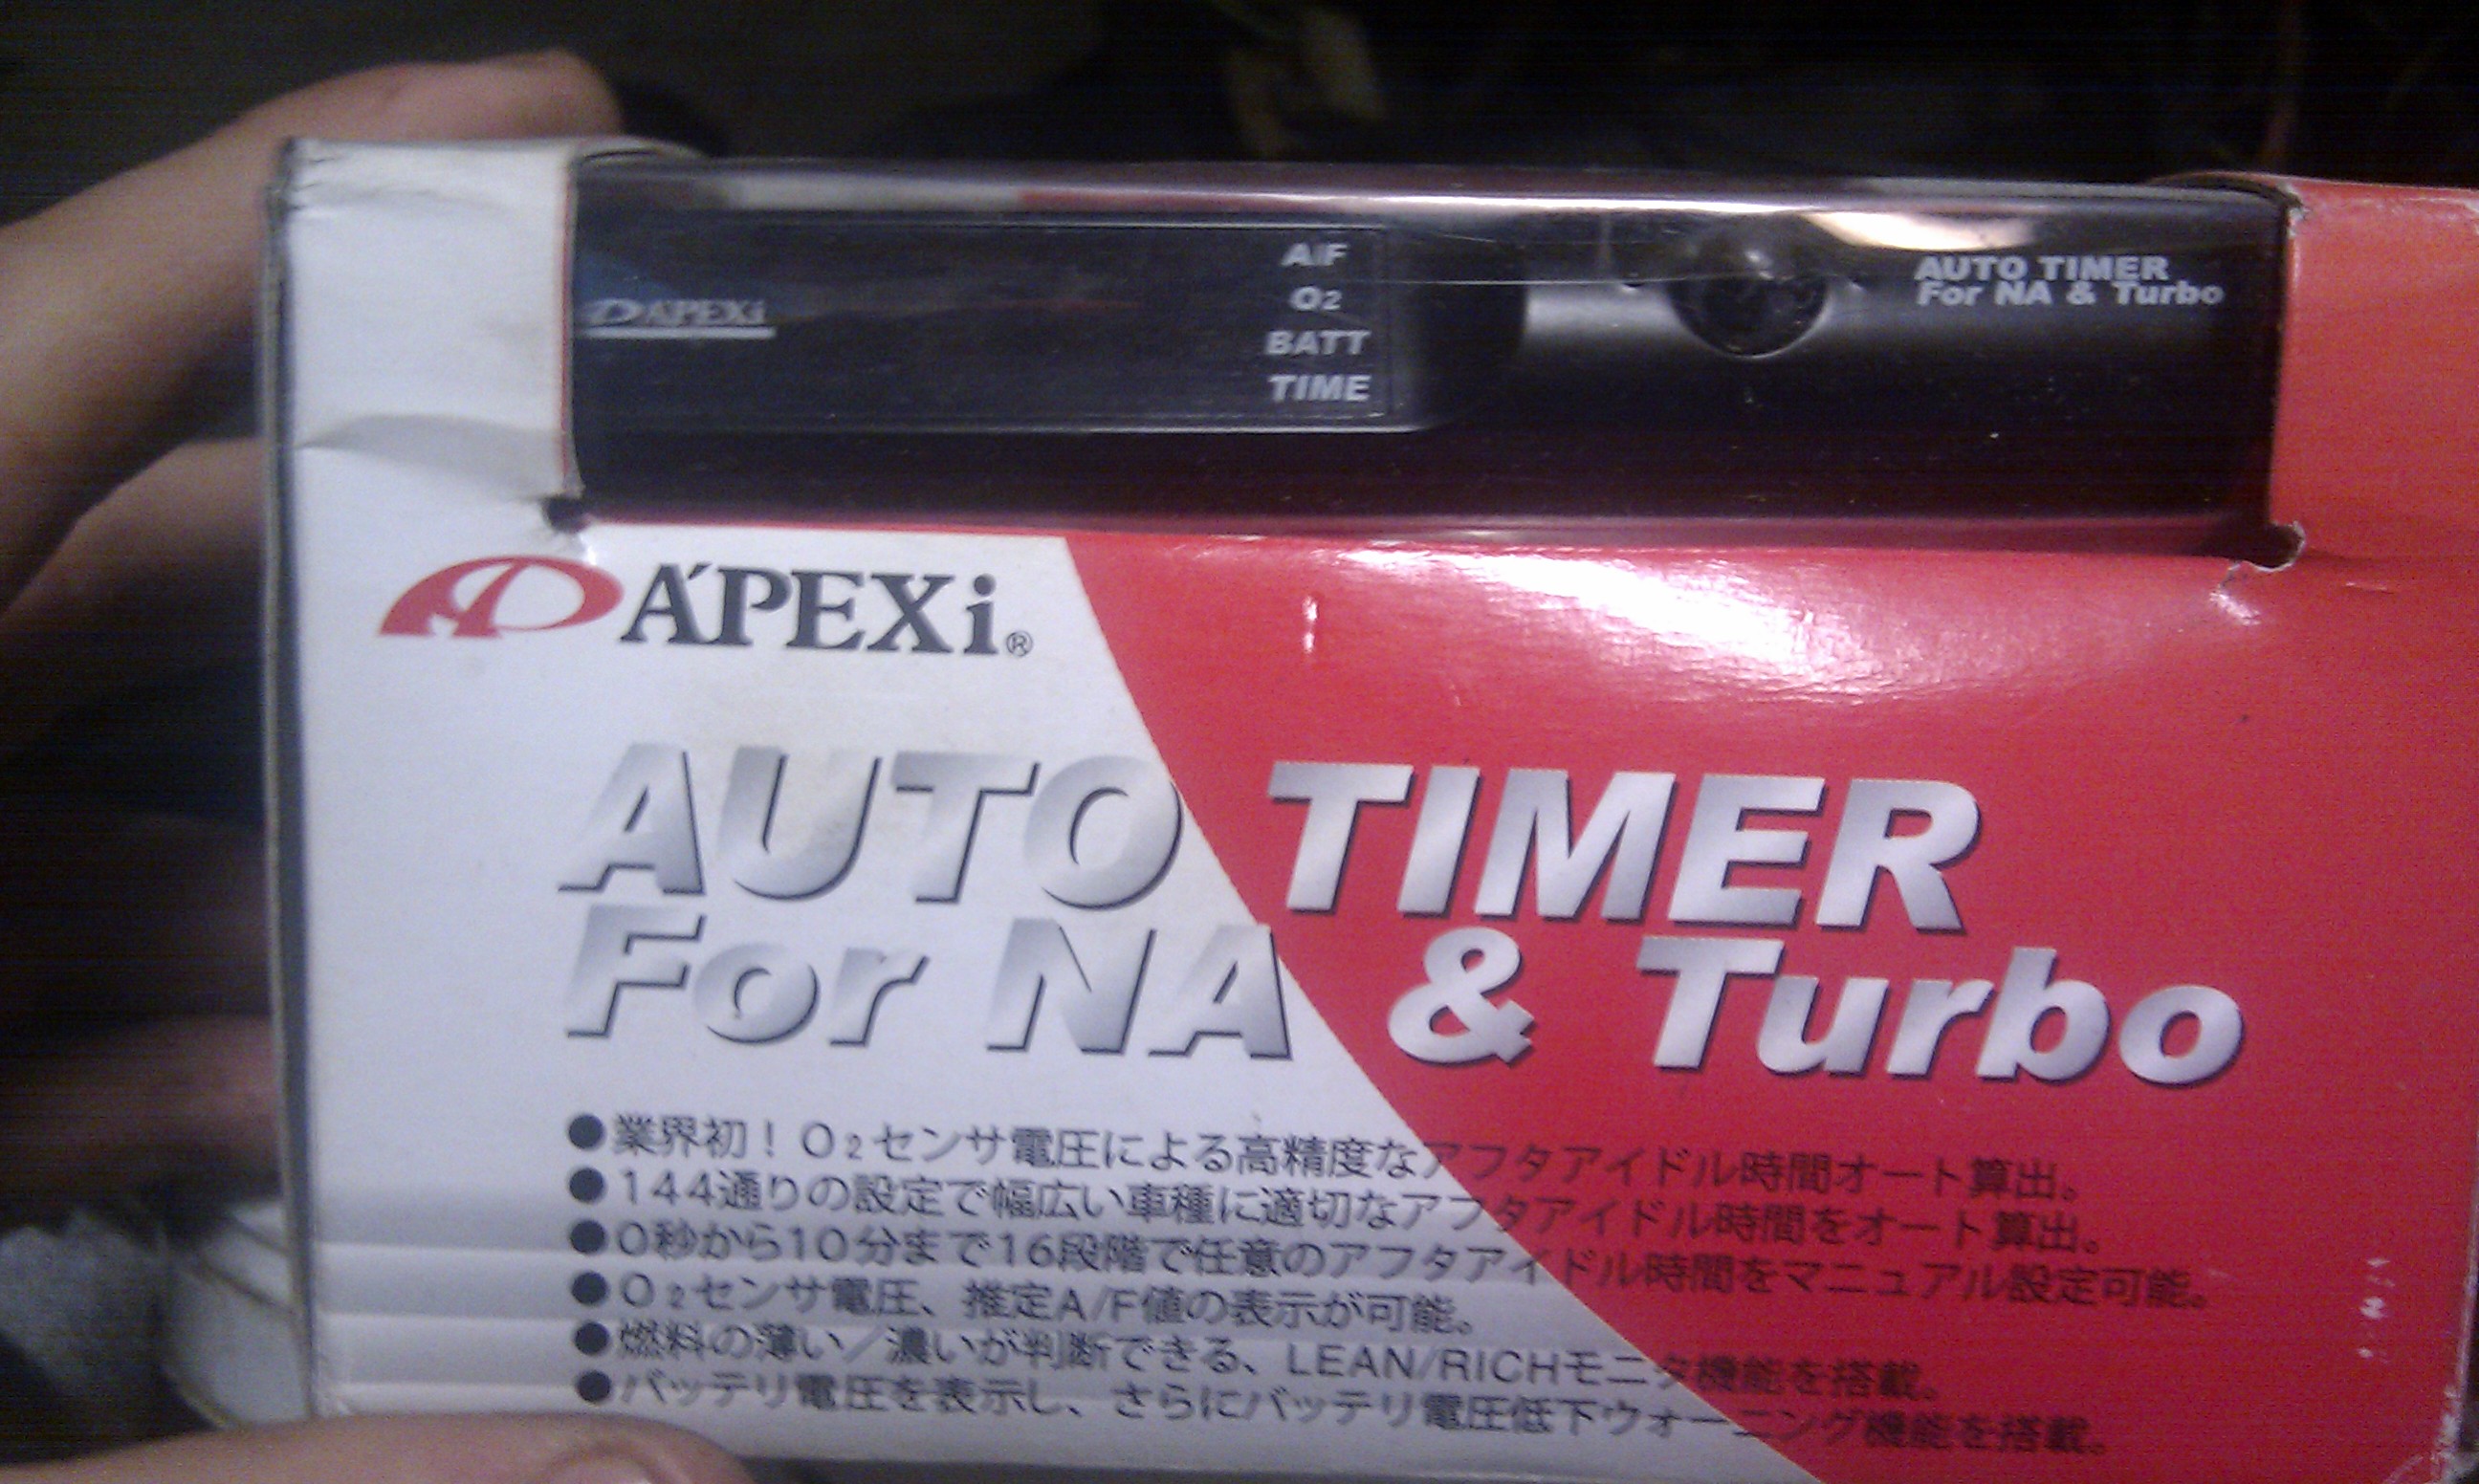 A/F
O2
BATT
TIME
A'PEXi
AUTO TIMER
For NA & Turbo
A'PEXi®
AUTO TIMER
For NA & Turbo
●業界初！O2センサ電圧による高精度なアフタアイドル時間オート算出。
●144通りの設定で幅広い車種に適切なアフタアイドル時間をオート算出。
●0秒から10分まで16段階で任意のアフタアイドル時間をマニュアル設定可能。
●O2センサ電圧、推定A/F値の表示が可能。
●燃料の薄い／濃いが判断できる、LEAN/RICHモニタ機能を搭載。
●バッテリ電圧を表示し、さらにバッテリ電圧低下ウォーニング機能を搭載。